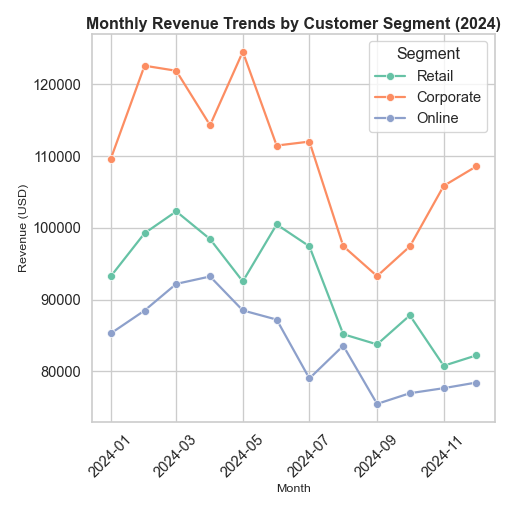 Monthly Revenue Trends by Customer Segment (2024)
Segment
Retail
Corporate
Online
Revenue (USD)
120000
110000
100000
90000
80000
2024-01
2024-03
2024-05
2024-07
2024-09
2024-11
Month